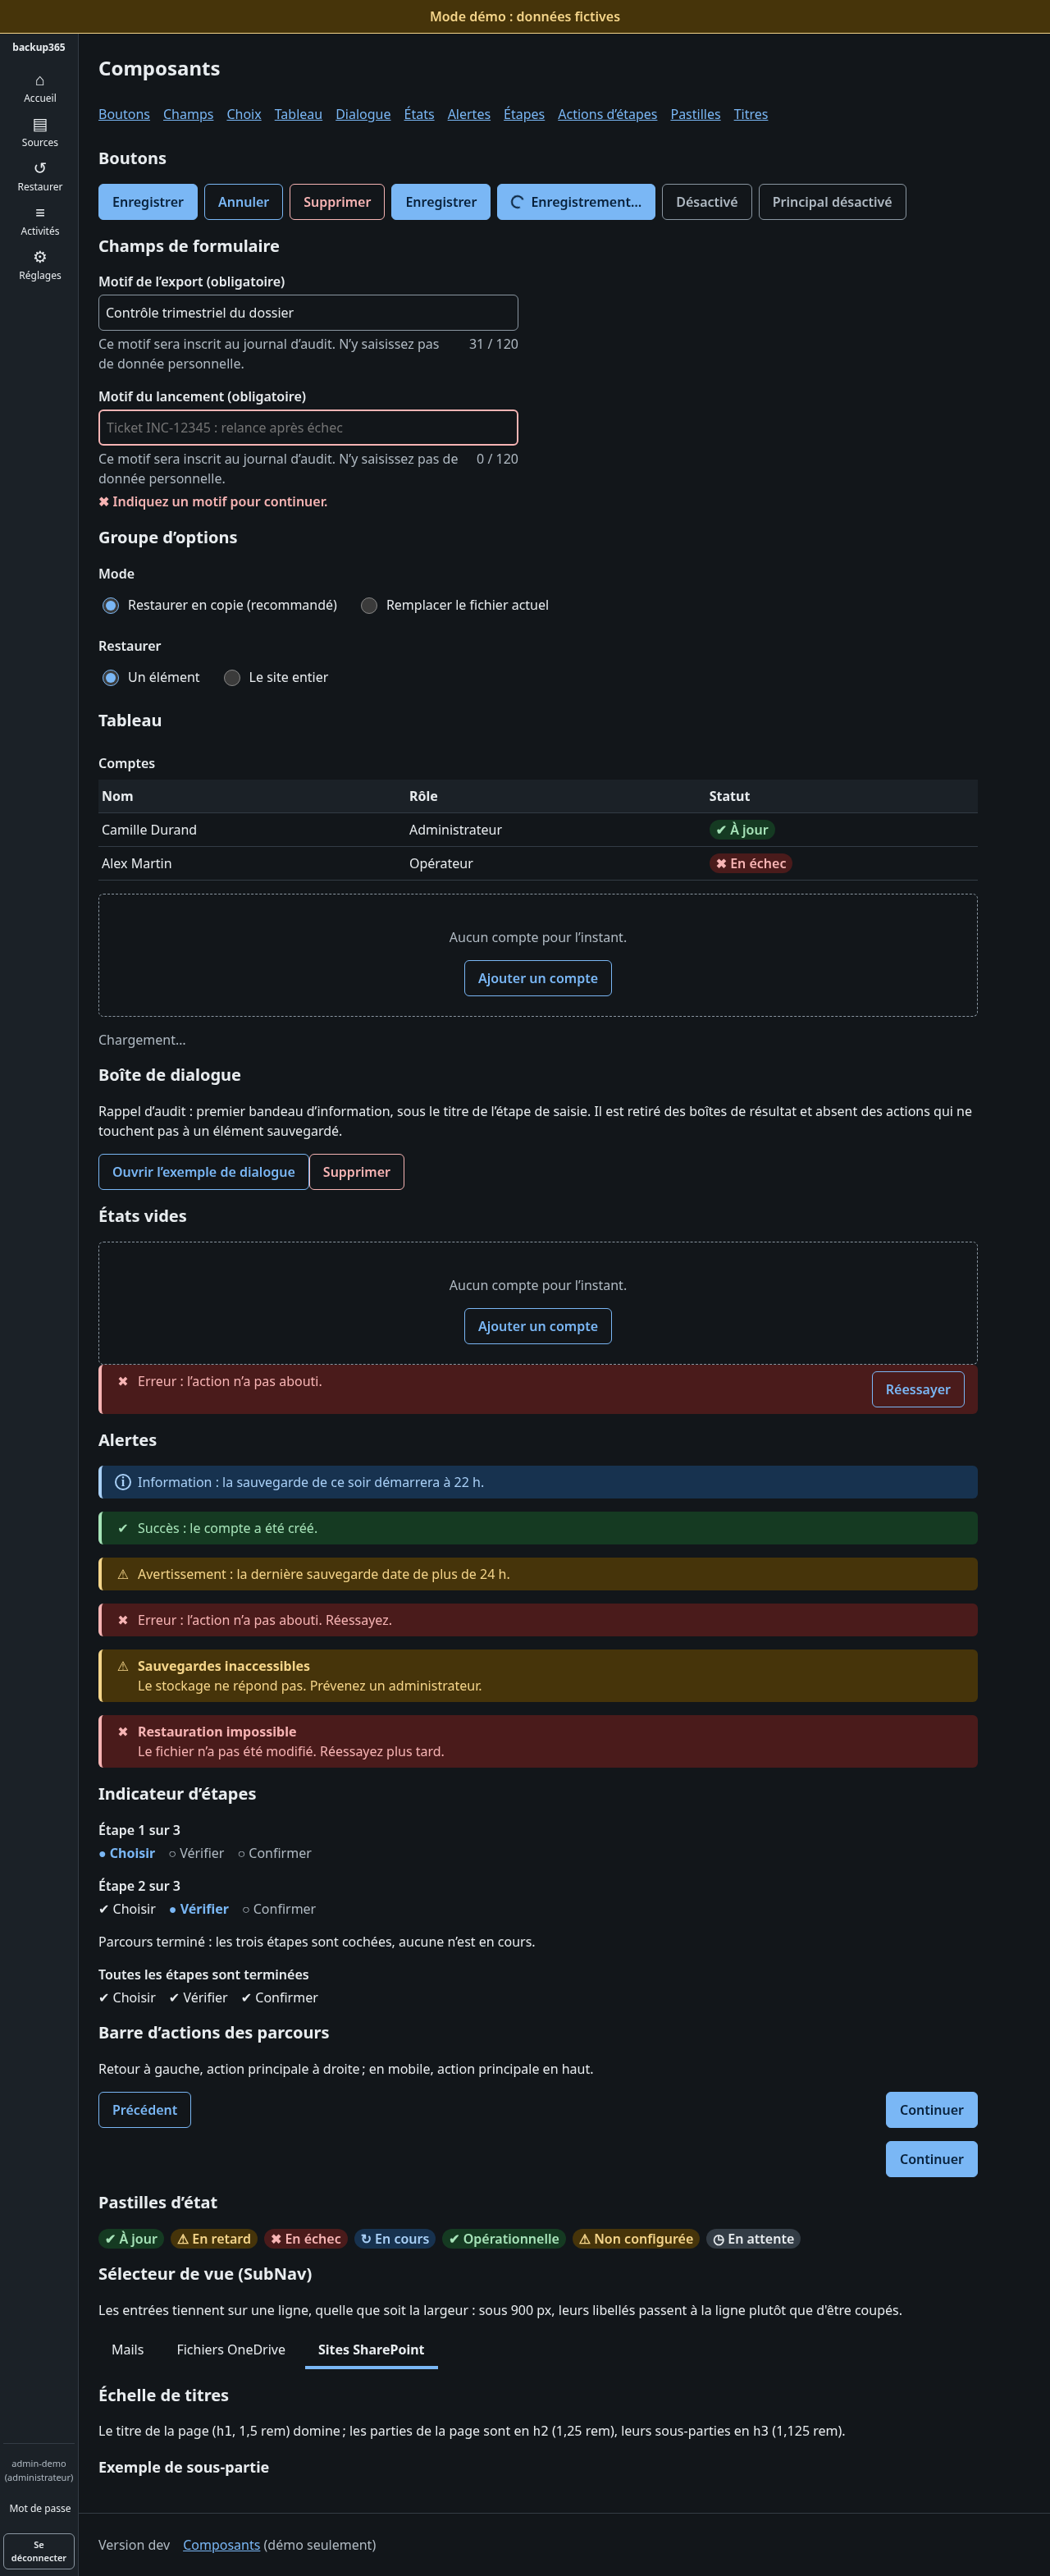 Mode démo : données fictives
backup365
Accueil
Sources
Restaurer
Activités
Réglages
Composants
Boutons Champs Choix Tableau Dialogue États Alertes Étapes Actions d’étapes Pastilles Titres
Boutons
Enregistrer Annuler Supprimer Enregistrer Enregistrement… Désactivé Principal désactivé
Champs de formulaire
Motif de l’export (obligatoire)
Contrôle trimestriel du dossier
Ce motif sera inscrit au journal d’audit. N’y saisissez pas 31 / 120
de donnée personnelle.
Motif du lancement (obligatoire)
Ticket INC-12345 : relance après échec
Ce motif sera inscrit au journal d’audit. N’y saisissez pas de 0 / 120
donnée personnelle.
✖ Indiquez un motif pour continuer.
Groupe d’options
Mode
Restaurer en copie (recommandé) Remplacer le fichier actuel
Restaurer
Un élément Le site entier
Tableau
Comptes
Nom Rôle Statut
Camille Durand Administrateur ✔ À jour
Alex Martin Opérateur ✖ En échec
Aucun compte pour l’instant.
Ajouter un compte
Chargement…
Boîte de dialogue
Rappel d’audit : premier bandeau d’information, sous le titre de l’étape de saisie. Il est retiré des boîtes de résultat et absent des actions qui ne
touchent pas à un élément sauvegardé.
Ouvrir l’exemple de dialogue Supprimer
États vides
Aucun compte pour l’instant.
Ajouter un compte
✖ Erreur : l’action n’a pas abouti. Réessayer
Alertes
ⓘ Information : la sauvegarde de ce soir démarrera à 22 h.
✔ Succès : le compte a été créé.
⚠ Avertissement : la dernière sauvegarde date de plus de 24 h.
✖ Erreur : l’action n’a pas abouti. Réessayez.
⚠ Sauvegardes inaccessibles
Le stockage ne répond pas. Prévenez un administrateur.
✖ Restauration impossible
Le fichier n’a pas été modifié. Réessayez plus tard.
Indicateur d’étapes
Étape 1 sur 3
● Choisir ○ Vérifier ○ Confirmer
Étape 2 sur 3
✔ Choisir ● Vérifier ○ Confirmer
Parcours terminé : les trois étapes sont cochées, aucune n’est en cours.
Toutes les étapes sont terminées
✔ Choisir ✔ Vérifier ✔ Confirmer
Barre d’actions des parcours
Retour à gauche, action principale à droite ; en mobile, action principale en haut.
Précédent Continuer
Continuer
Pastilles d’état
✔ À jour ⚠ En retard ✖ En échec ↻ En cours ✔ Opérationnelle ⚠ Non configurée ◷ En attente
Sélecteur de vue (SubNav)
Les entrées tiennent sur une ligne, quelle que soit la largeur : sous 900 px, leurs libellés passent à la ligne plutôt que d'être coupés.
Mails Fichiers OneDrive Sites SharePoint
Échelle de titres
Le titre de la page (h1, 1,5 rem) domine ; les parties de la page sont en h2 (1,25 rem), leurs sous-parties en h3 (1,125 rem).
Exemple de sous-partie
admin-demo
(administrateur)
Mot de passe
Se
déconnecter
Version dev Composants (démo seulement)